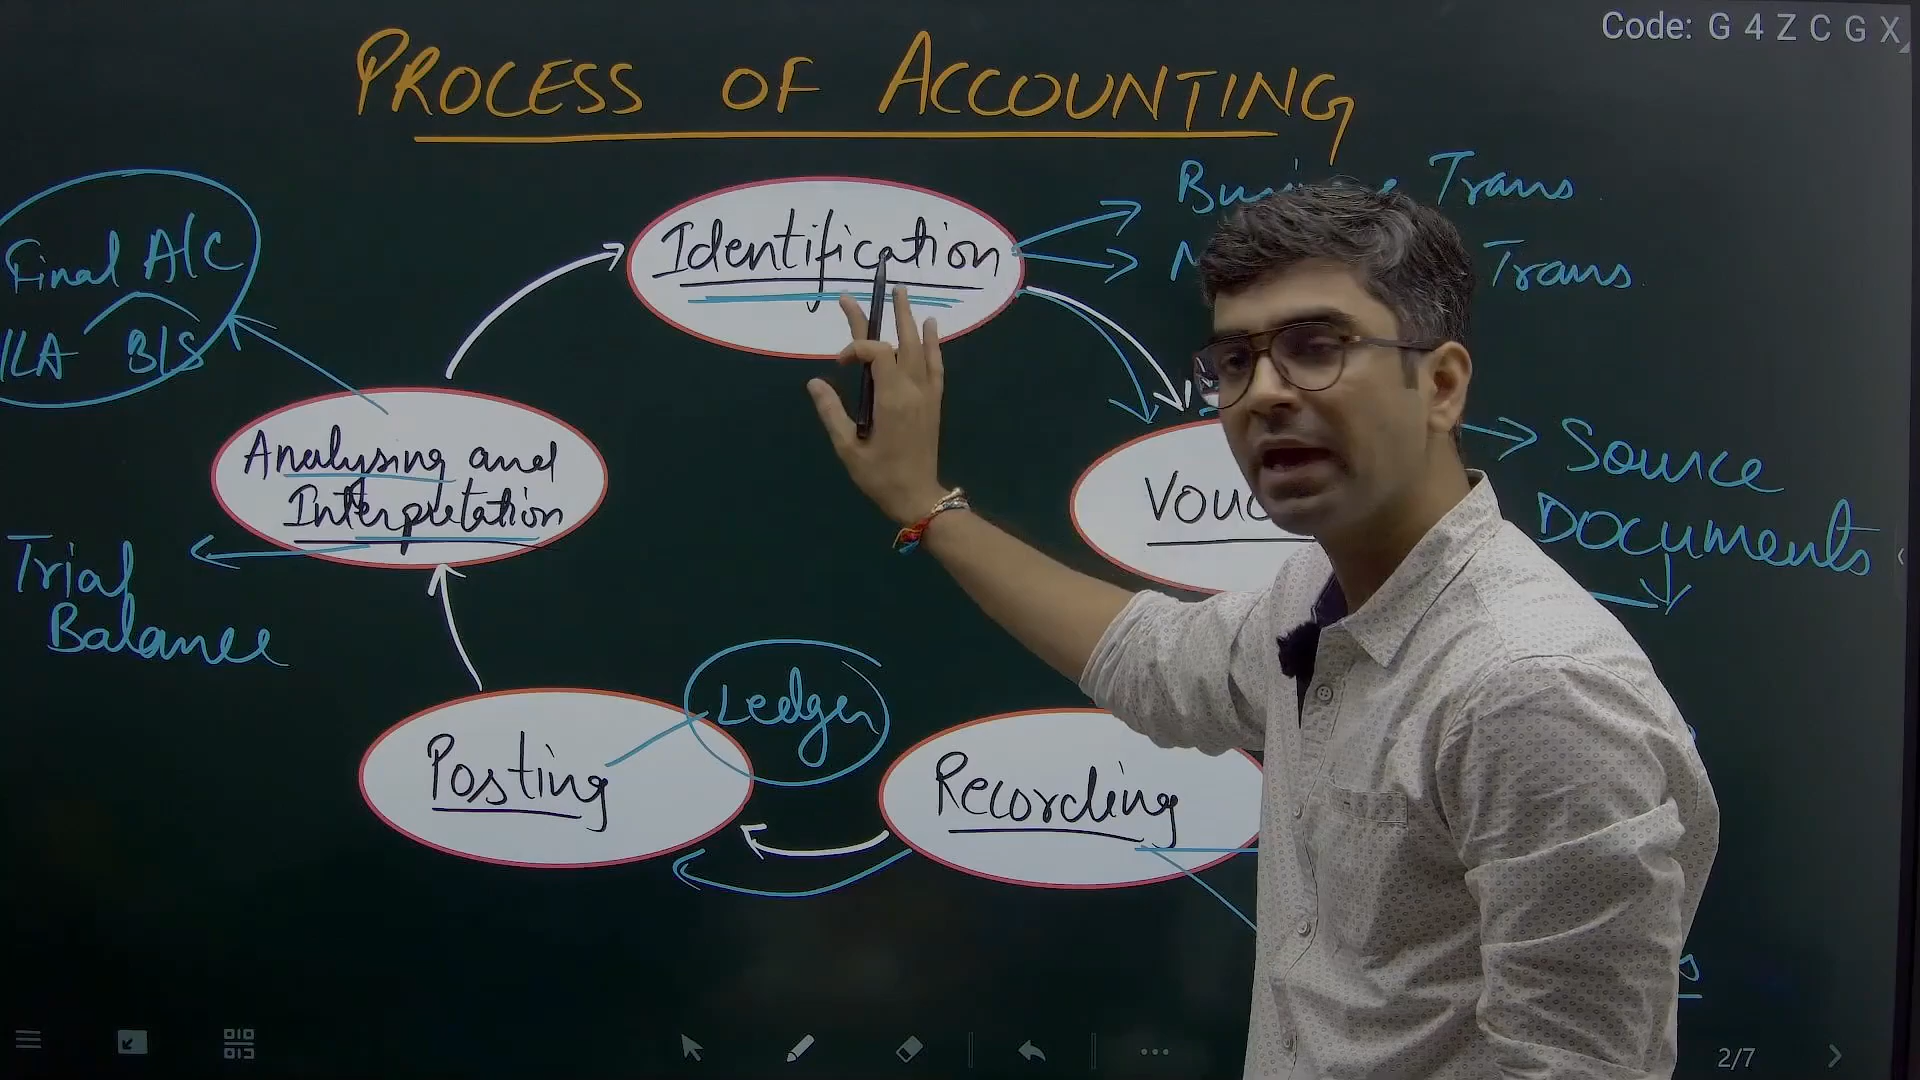 Code: G 4 Z C G X
PROCESS OF ACCOUNTING
Trans.
Trans.
Identification
Final A/C
B/S
Analysing and
Interpretation
Source
Documents
Trial
Balance
Ledger
Posting
Recording
2/7